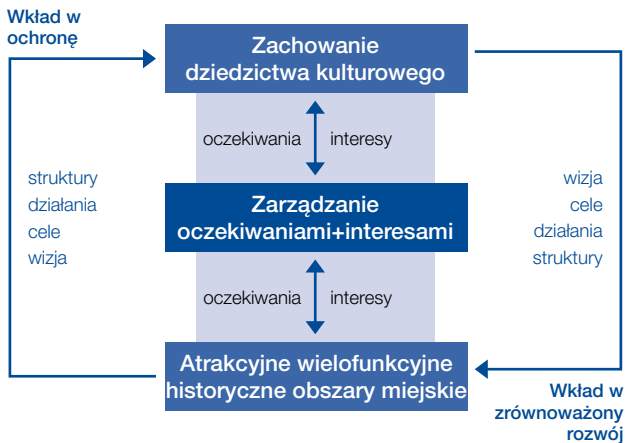 Wkład w
ochronę
Zachowanie
dziedzictwa kulturowego
oczekiwania interesy
struktury
działania
cele
wizja
Zarządzanie
oczekiwaniami+interesami
wizja
cele
działania
struktury
oczekiwania interesy
Atrakcyjne wielofunkcyjne
historyczne obszary miejskie
Wkład w
zrównoważony
rozwój